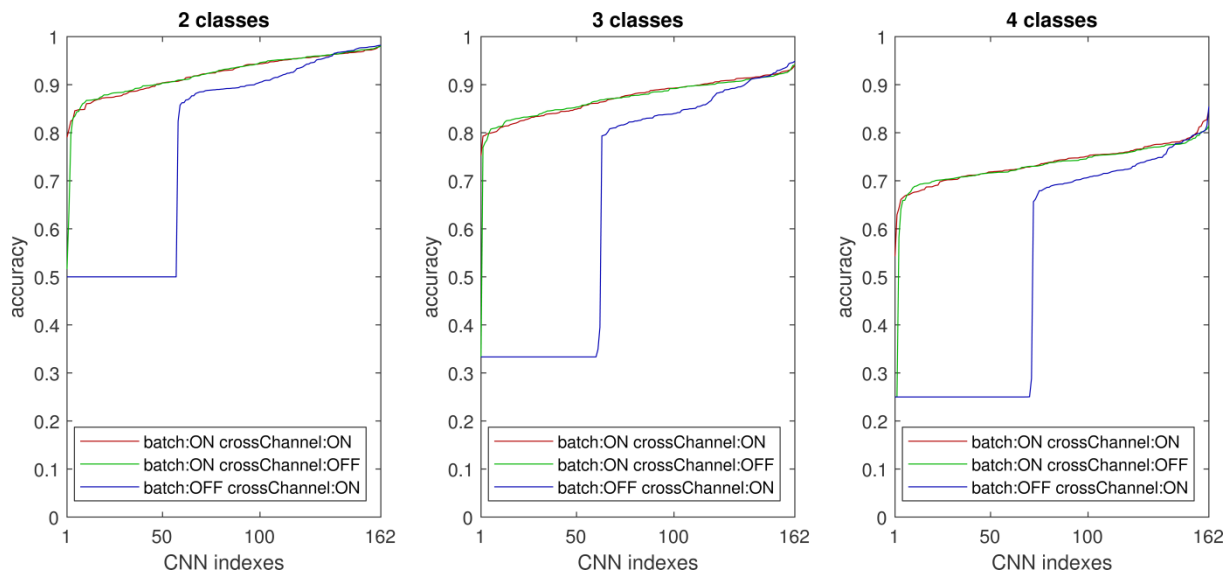 2 classes
1
0.9
0.8
0.7
0.6
0.5
0.4
0.3
0.2
0.1
0
accuracy
batch:ON crossChannel:ON
batch:ON crossChannel:OFF
batch:OFF crossChannel:ON
1 50 100 162
CNN indexes
3 classes
1
0.9
0.8
0.7
0.6
0.5
0.4
0.3
0.2
0.1
0
accuracy
batch:ON crossChannel:ON
batch:ON crossChannel:OFF
batch:OFF crossChannel:ON
1 50 100 162
CNN indexes
4 classes
1
0.9
0.8
0.7
0.6
0.5
0.4
0.3
0.2
0.1
0
accuracy
batch:ON crossChannel:ON
batch:ON crossChannel:OFF
batch:OFF crossChannel:ON
1 50 100 162
CNN indexes